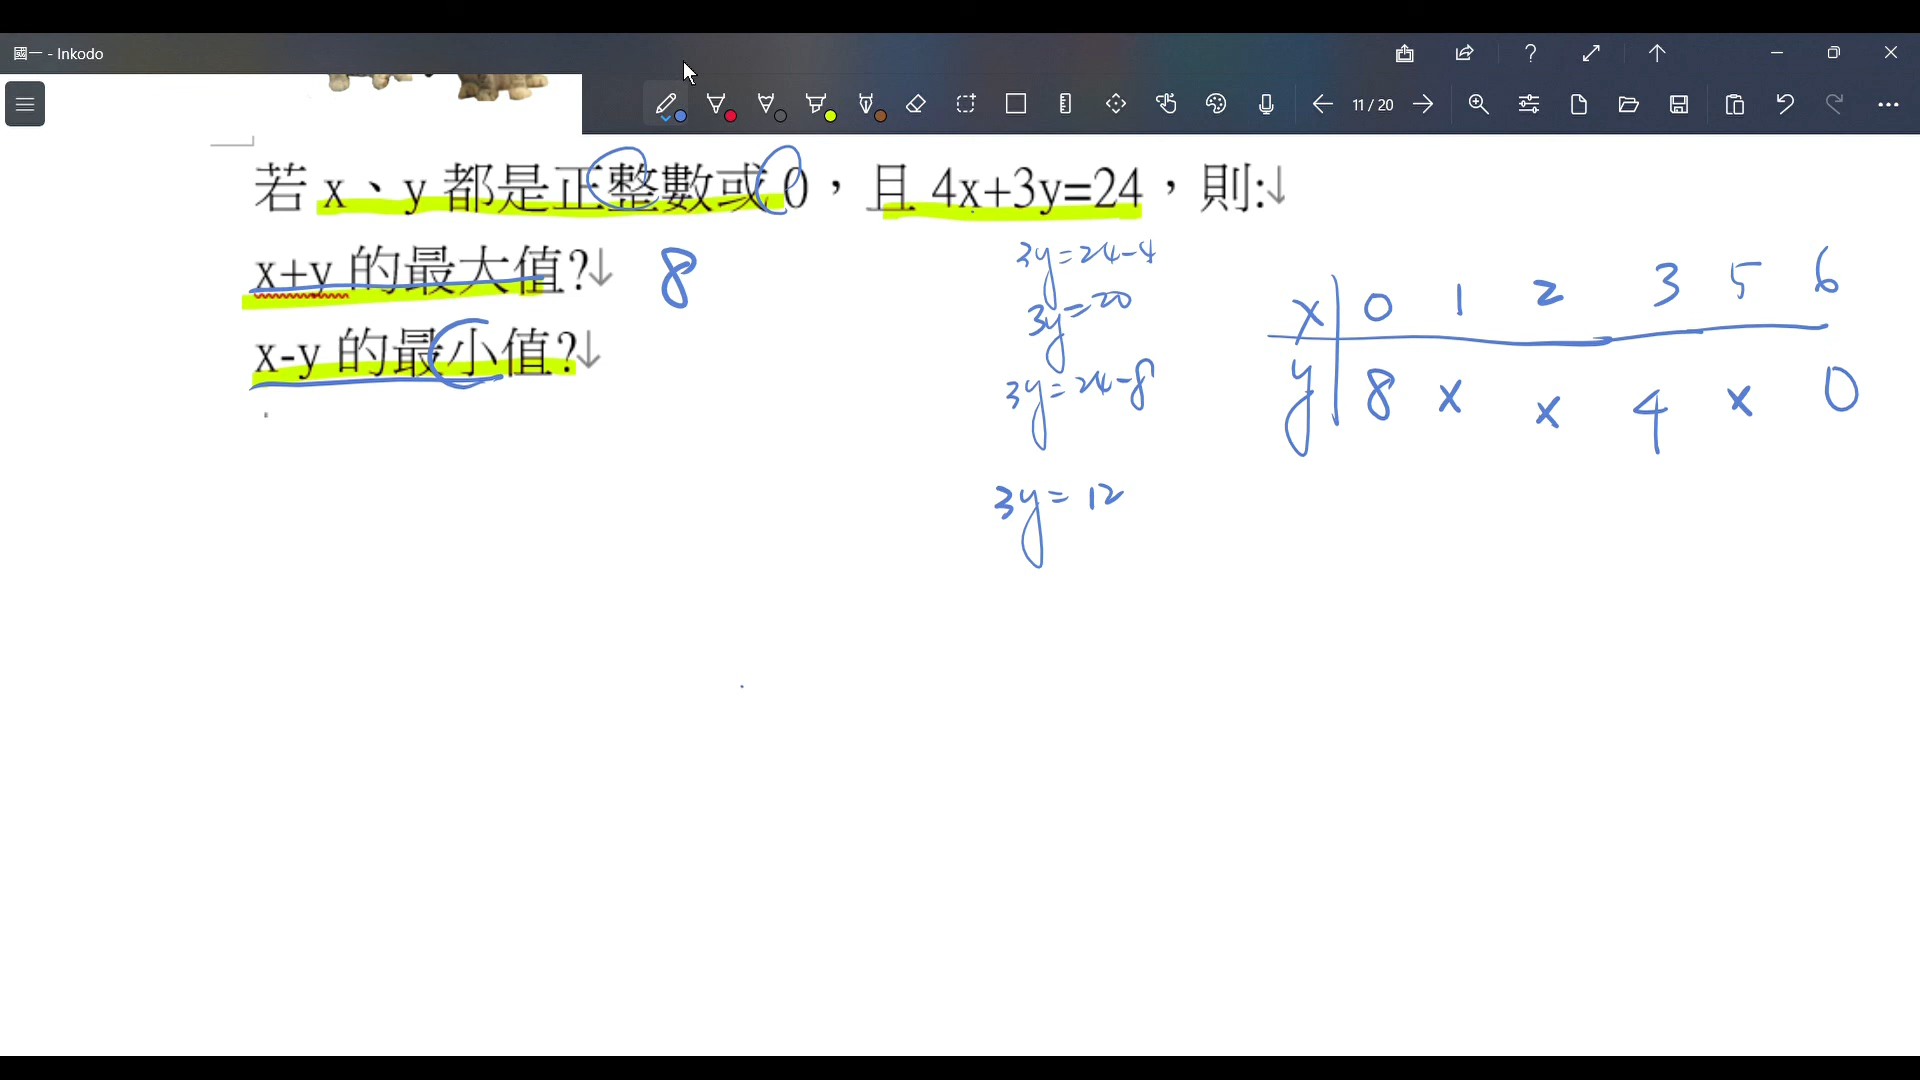 國一 - Inkodo
11 / 20
若 x、y 都是正整數或 0，且 4x+3y=24，則:↓
x+y 的最大值?↓ 8
x-y 的最小值?↓
3y=24-4
3y=20
3y=24-8
3y=12
x 0 1 2 3 5 6
y 8 x x 4 x 0